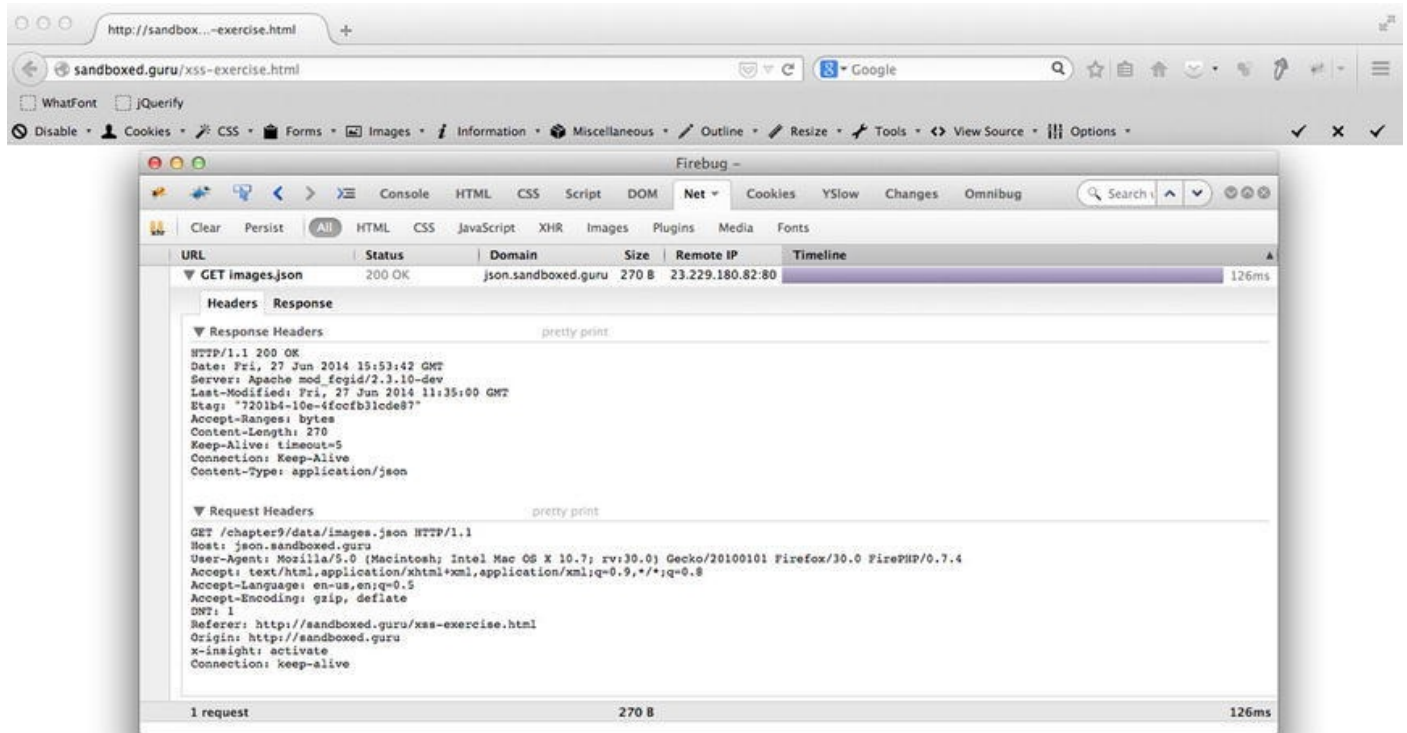 http://sandbox...-exercise.html
sandboxed.guru/xss-exercise.html
Google
WhatFont jQuerify
Disable Cookies CSS Forms Images Information Miscellaneous Outline Resize Tools View Source Options
Firebug –
Console HTML CSS Script DOM Net Cookies YSlow Changes Omnibug Search
Clear Persist All HTML CSS JavaScript XHR Images Plugins Media Fonts
URL Status Domain Size Remote IP Timeline
GET images.json 200 OK json.sandboxed.guru 270 B 23.229.180.82:80 126ms
Headers Response
Response Headers pretty print
HTTP/1.1 200 OK
Date: Fri, 27 Jun 2014 15:53:42 GMT
Server: Apache mod_fcgid/2.3.10-dev
Last-Modified: Fri, 27 Jun 2014 11:35:00 GMT
Etag: "7201b4-10e-4fccfb31cde87"
Accept-Ranges: bytes
Content-Length: 270
Keep-Alive: timeout=5
Connection: Keep-Alive
Content-Type: application/json
Request Headers pretty print
GET /chapter9/data/images.json HTTP/1.1
Host: json.sandboxed.guru
User-Agent: Mozilla/5.0 (Macintosh; Intel Mac OS X 10.7; rv:30.0) Gecko/20100101 Firefox/30.0 FirePHP/0.7.4
Accept: text/html,application/xhtml+xml,application/xml;q=0.9,*/*;q=0.8
Accept-Language: en-us,en;q=0.5
Accept-Encoding: gzip, deflate
DNT: 1
Referer: http://sandboxed.guru/xss-exercise.html
Origin: http://sandboxed.guru
x-insight: activate
Connection: keep-alive
1 request 270 B 126ms